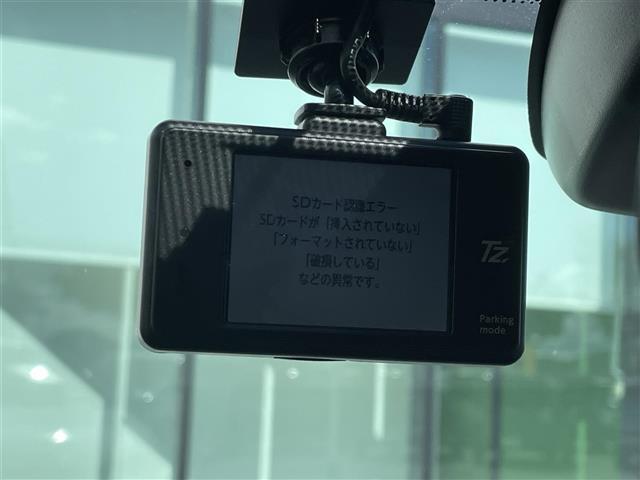 SDカード認識エラー
SDカードが「挿入されていない」
「フォーマットされていない」
「破損している」
などの異常です。
TZ
Parking
mode